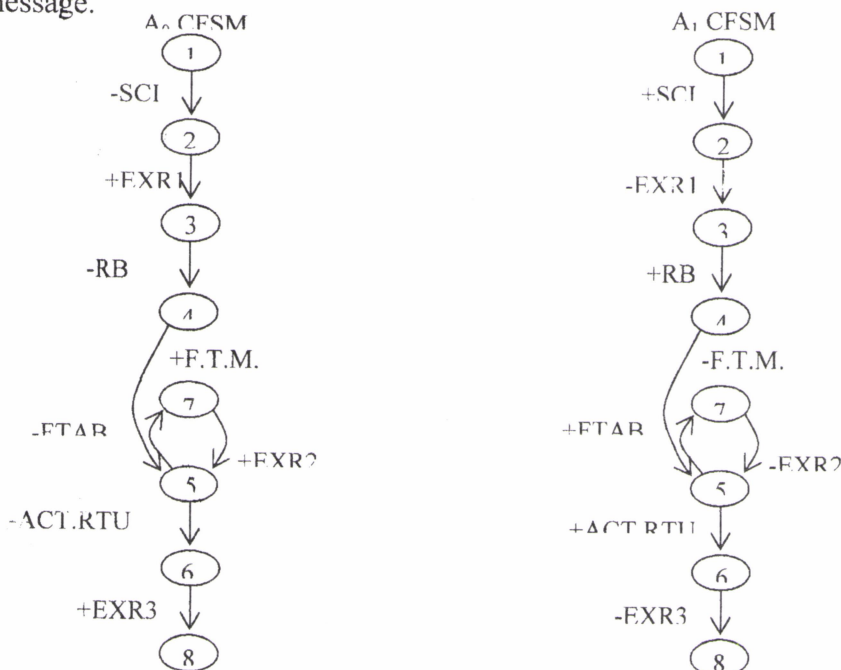 message.
A₀ CFSM
A₁ CFSM
1
1
-SCI
+SCI
2
2
+EXR1
-EXR1
3
3
-RB
+RB
4
4
+F.T.M.
-F.T.M.
7
7
-FTAB
+FTAB
+EXR2
-EXR2
5
5
-ACT.RTU
+ACT.RTU
6
6
+EXR3
-EXR3
8
8